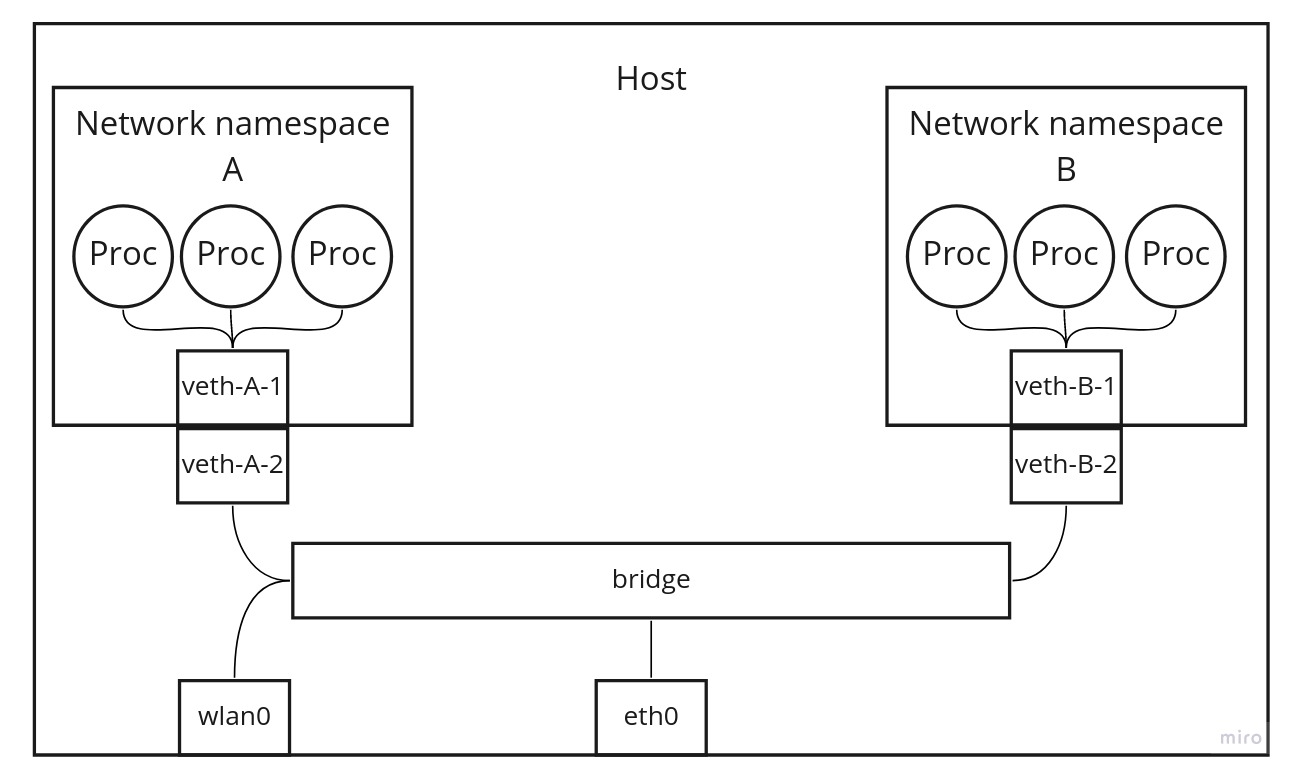 Host
Network namespace
A
Proc
Proc
Proc
veth-A-1
veth-A-2
Network namespace
B
Proc
Proc
Proc
veth-B-1
veth-B-2
bridge
wlan0
eth0
miro